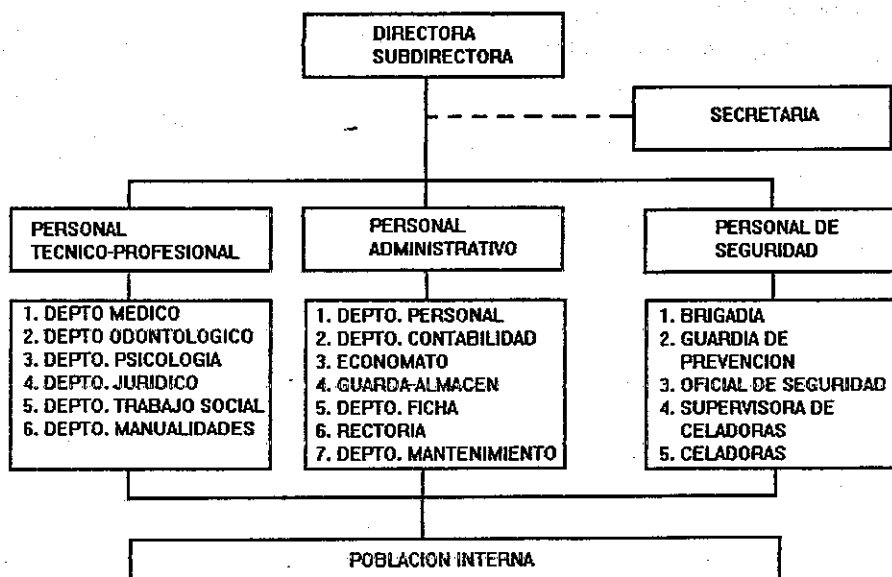 DIRECTORA
SUBDIRECTORA
SECRETARIA
PERSONAL
TECNICO-PROFESIONAL
PERSONAL
ADMINISTRATIVO
PERSONAL DE
SEGURIDAD
1. DEPTO MEDICO
2. DEPTO ODONTOLOGICO
3. DEPTO. PSICOLOGIA
4. DEPTO. JURIDICO
5. DEPTO. TRABAJO SOCIAL
6. DEPTO. MANUALIDADES
1. DEPTO. PERSONAL
2. DEPTO. CONTABILIDAD
3. ECONOMATO
4. GUARDA-ALMACEN
5. DEPTO. FICHA
6. RECTORIA
7. DEPTO. MANTENIMIENTO
1. BRIGADIA
2. GUARDIA DE
PREVENCION
3. OFICIAL DE SEGURIDAD
4. SUPERVISORA DE
CELADORAS
5. CELADORAS
POBLACION INTERNA